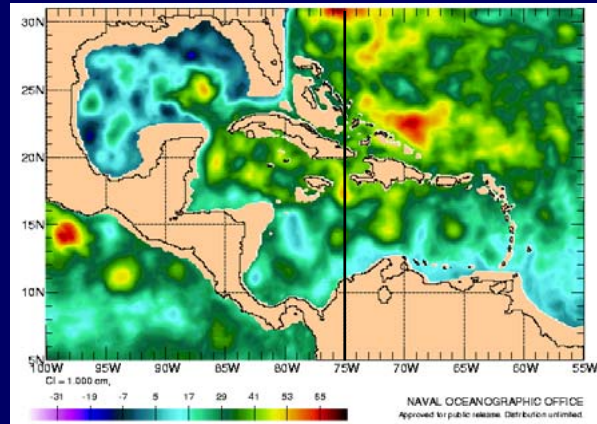 30N
25N
20N
15N
10N
5N
100W 95W 90W 85W 80W 75W 70W 65W 60W 55W
CI = 1.000 cm,
-31 -19 -7 5 17 29 41 53 65
NAVAL OCEANOGRAPHIC OFFICE
Approved for public release. Distribution unlimited.